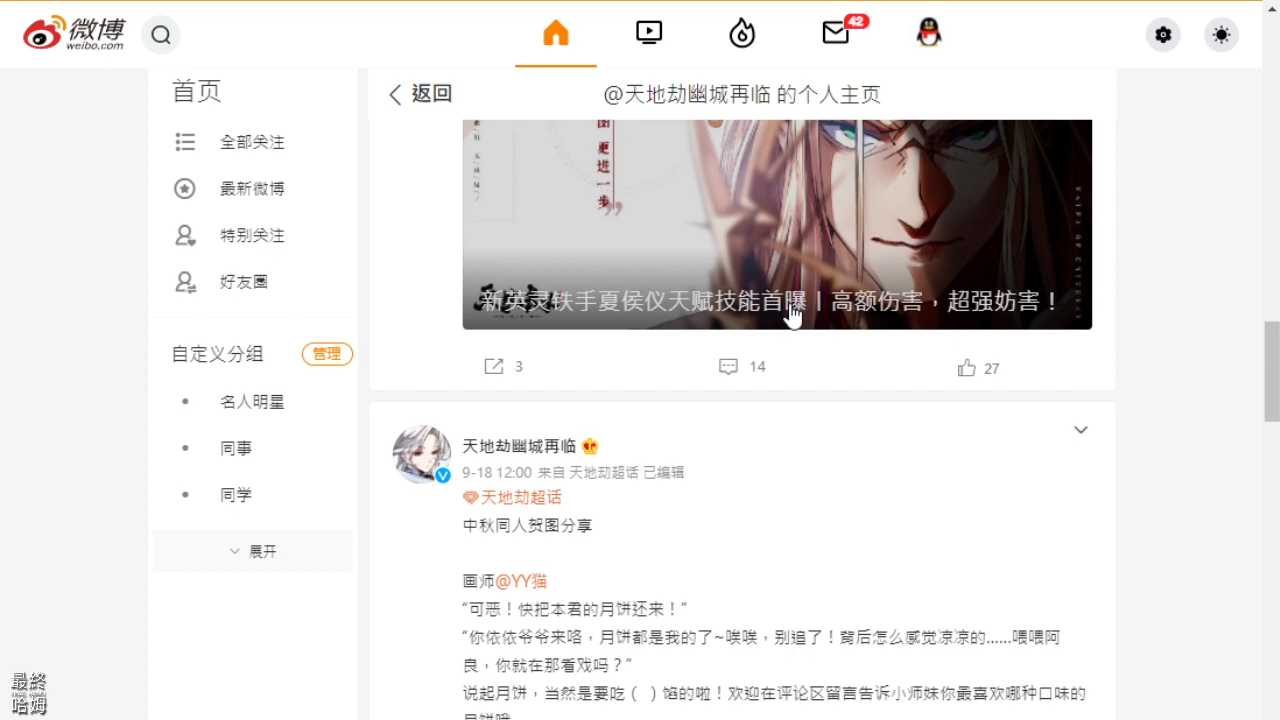 微博
weibo.com
42
首页
全部关注
最新微博
特别关注
好友圈
自定义分组
管理
名人明星
同事
同学
展开
返回
@天地劫幽城再临 的个人主页
图更进一步
新英灵铁手夏侯仪天赋技能首曝丨高额伤害，超强妨害！
3
14
27
天地劫幽城再临
9-18 12:00 来自 天地劫超话 已编辑
天地劫超话
中秋同人贺图分享
画师@YY猫
“可恶！快把本君的月饼还来！”
“你依依爷爷来咯，月饼都是我的了~唉唉，别追了！背后怎么感觉凉凉的……喂喂阿
良，你就在那看戏吗？”
说起月饼，当然是要吃（  ）馅的啦！欢迎在评论区留言告诉小师妹你最喜欢哪种口味的
月饼哦
最終
哈姆